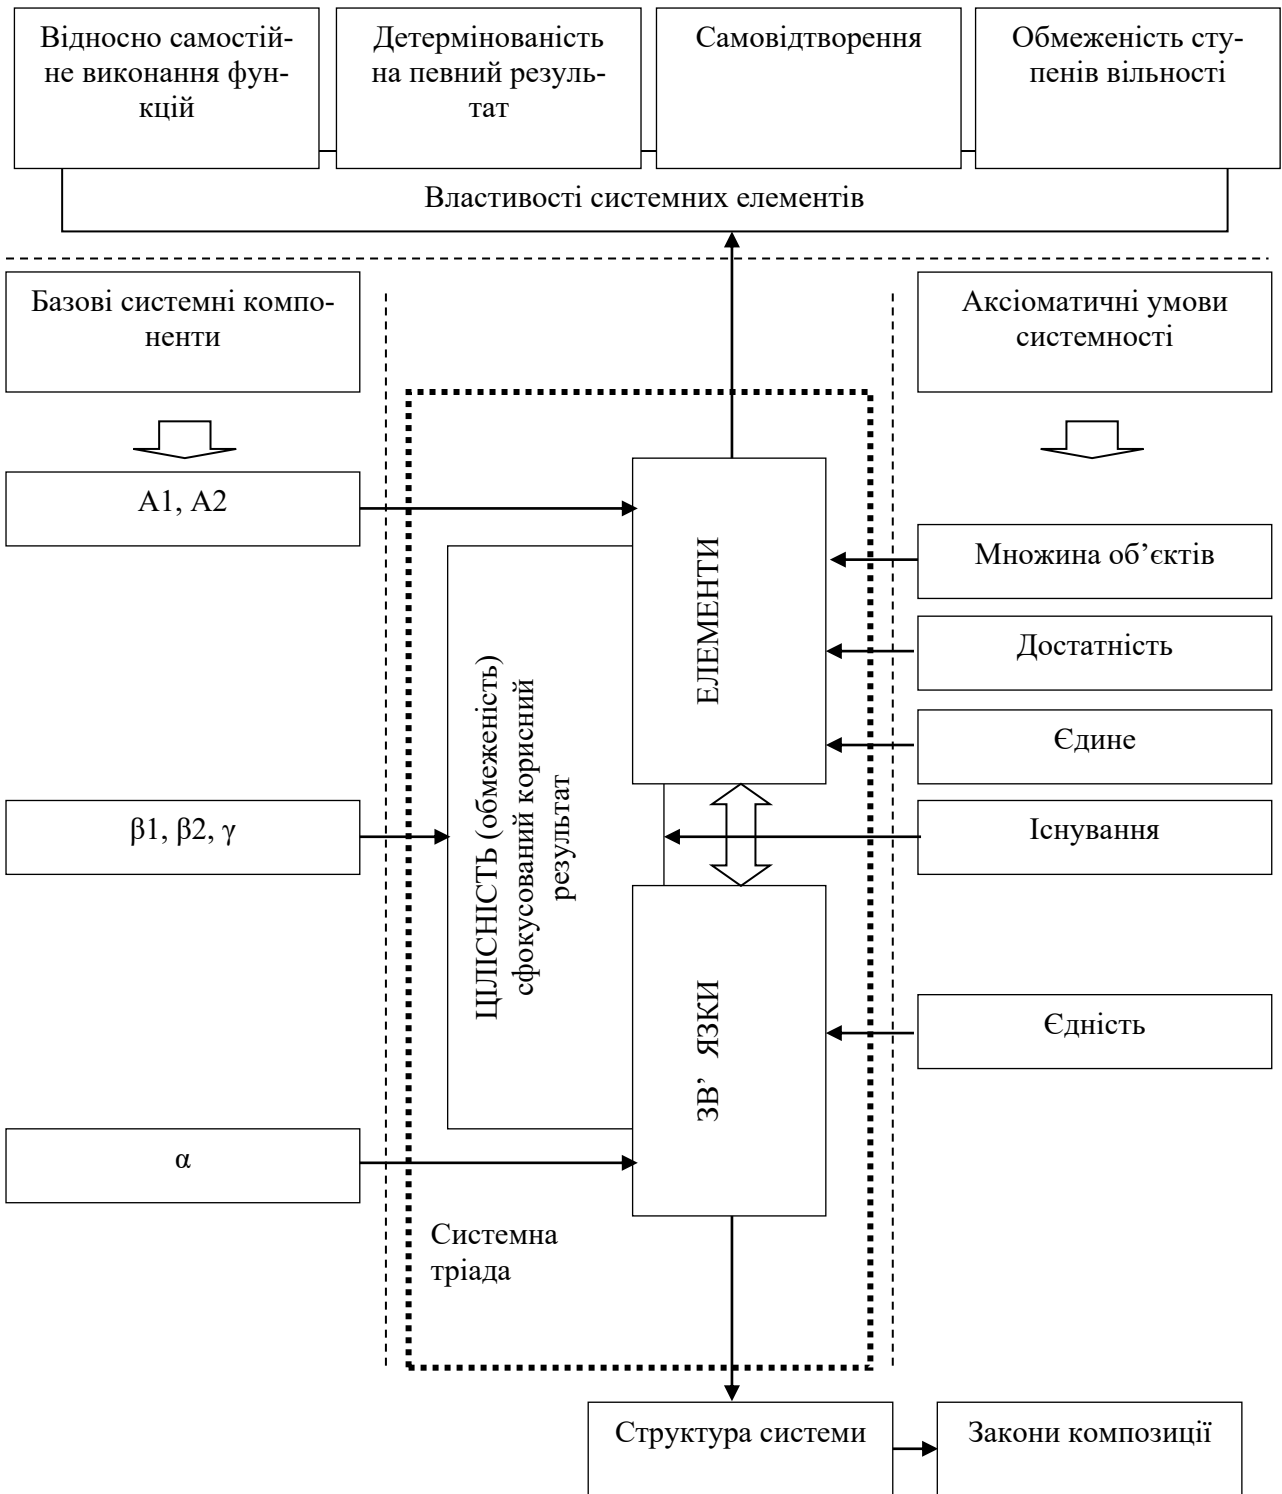 Відносно самостій-
не виконання фун-
кцій
Детермінованість
на певний резуль-
тат
Самовідтворення
Обмеженість сту-
пенів вільності
Властивості системних елементів
Базові системні компо-
ненти
Аксіоматичні умови
системності
А1, А2
ЕЛЕМЕНТИ
Множина об’єктів
Достатність
Єдине
ЦІЛІСНІСТЬ (обмеженість)
сфокусований корисний
результат
β1, β2, γ
Існування
ЗВ’ ЯЗКИ
Єдність
α
Системна
тріада
Структура системи
Закони композиції